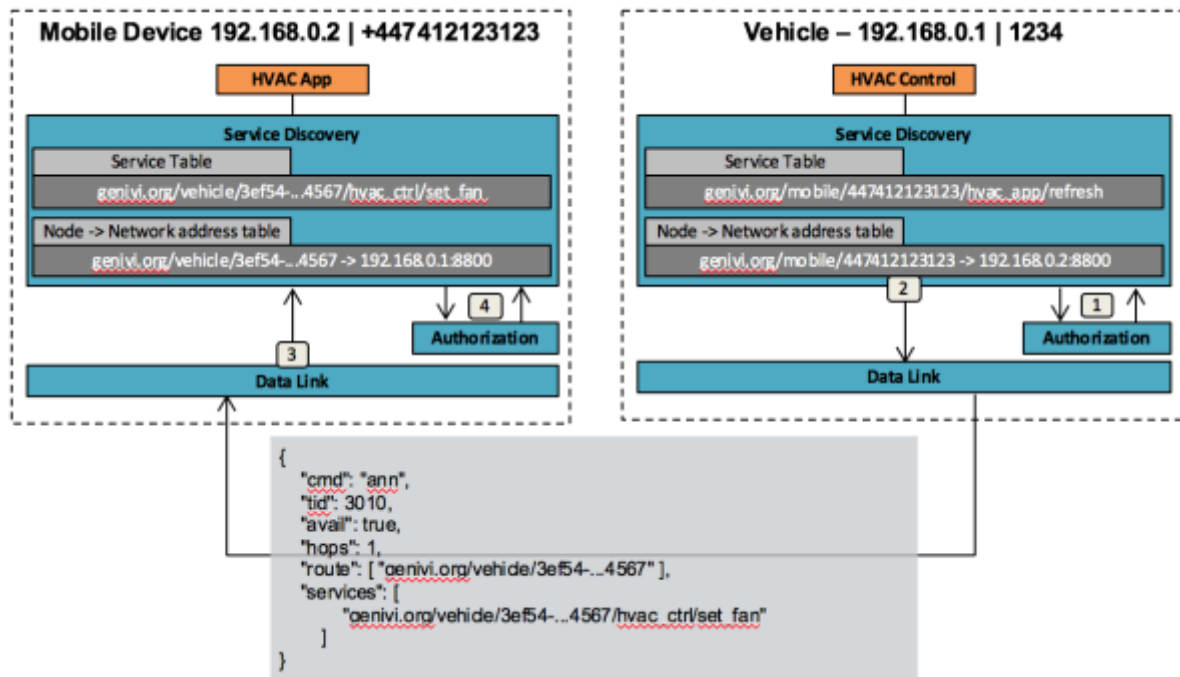 Mobile Device 192.168.0.2 | +447412123123
HVAC App
Service Discovery
Service Table
genivi.org/vehicle/3ef54-...4567/hvac_ctrl/set_fan
Node -> Network address table
genivi.org/vehicle/3ef54-...4567 -> 192.168.0.1:8800
4
Authorization
3
Data Link
Vehicle – 192.168.0.1 | 1234
HVAC Control
Service Discovery
Service Table
genivi.org/mobile/447412123123/hvac_app/refresh
Node -> Network address table
genivi.org/mobile/447412123123 -> 192.168.0.2:8800
2
1
Authorization
Data Link
{
"cmd": "ann",
"tid": 3010,
"avail": true,
"hops": 1,
"route": [ "genivi.org/vehicle/3ef54-...4567" ],
"services": [
"genivi.org/vehicle/3ef54-...4567/hvac_ctrl/set_fan"
]
}